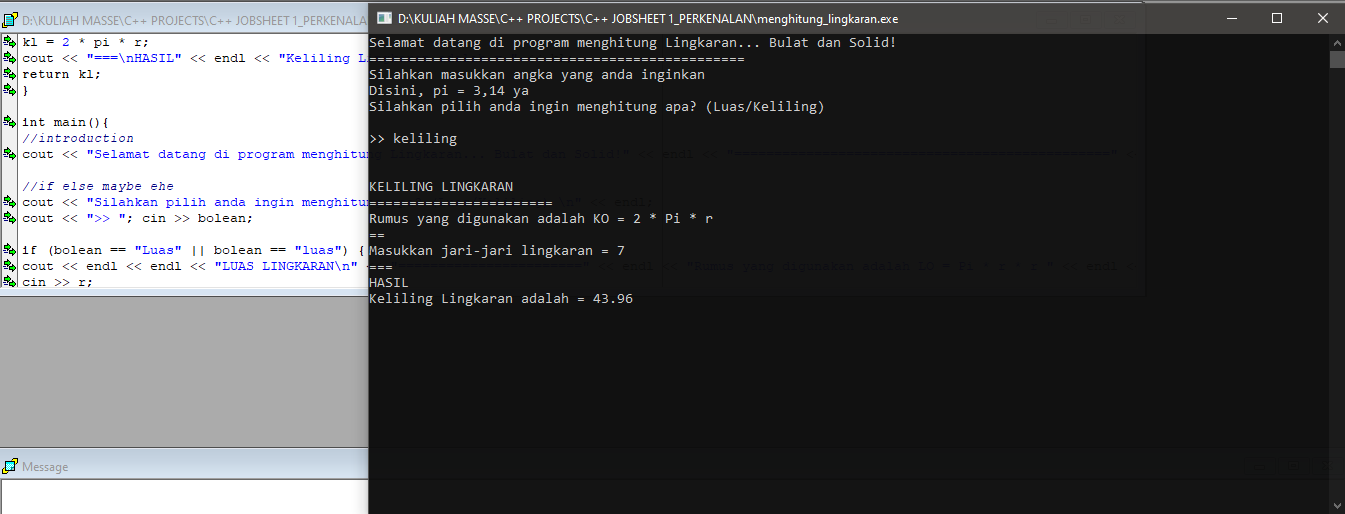 D:\KULIAH MASSE\C++ PROJECTS\C++ JOBSHEET 1_PERKENALA
kl = 2 * pi * r;
cout << "===\nHASIL" << endl << "Keliling L
return kl;
}
int main(){
//introduction
cout << "Selamat datang di program menghitu
//if else maybe ehe
cout << "Silahkan pilih anda ingin menghitu
cout << ">> "; cin >> bolean;
if (bolean == "Luas" || bolean == "luas") {
cout << endl << endl << "LUAS LINGKARAN\n"
cin >> r;
Message
D:\KULIAH MASSE\C++ PROJECTS\C++ JOBSHEET 1_PERKENALAN\menghitung_lingkaran.exe
Selamat datang di program menghitung Lingkaran... Bulat dan Solid!
===============================================
Silahkan masukkan angka yang anda inginkan
Disini, pi = 3,14 ya
Silahkan pilih anda ingin menghitung apa? (Luas/Keliling)
>> keliling
KELILING LINGKARAN
=======================
Rumus yang digunakan adalah KO = 2 * Pi * r
==
Masukkan jari-jari lingkaran = 7
===
HASIL
Keliling Lingkaran adalah = 43.96